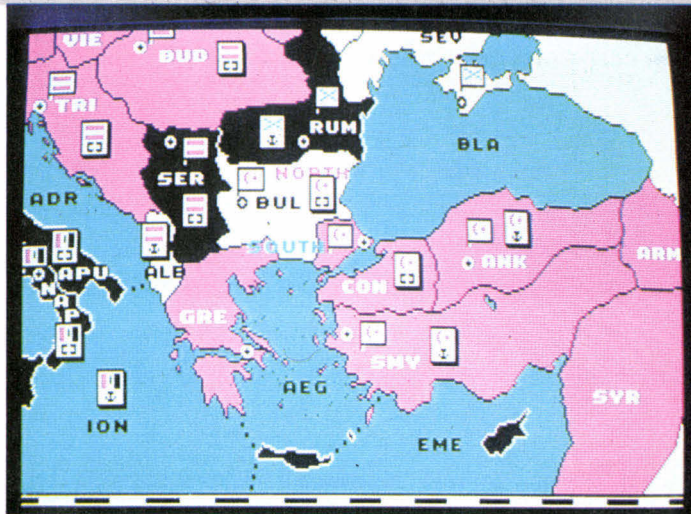 VIE
BUD
SEV
TRI
RUM
BLA
SER
NORTH
ADR
BUL
SOUTH
ALB
ANK
ARM
APU
N
A
P
CON
GRE
SMY
AEG
SYR
ION
EME